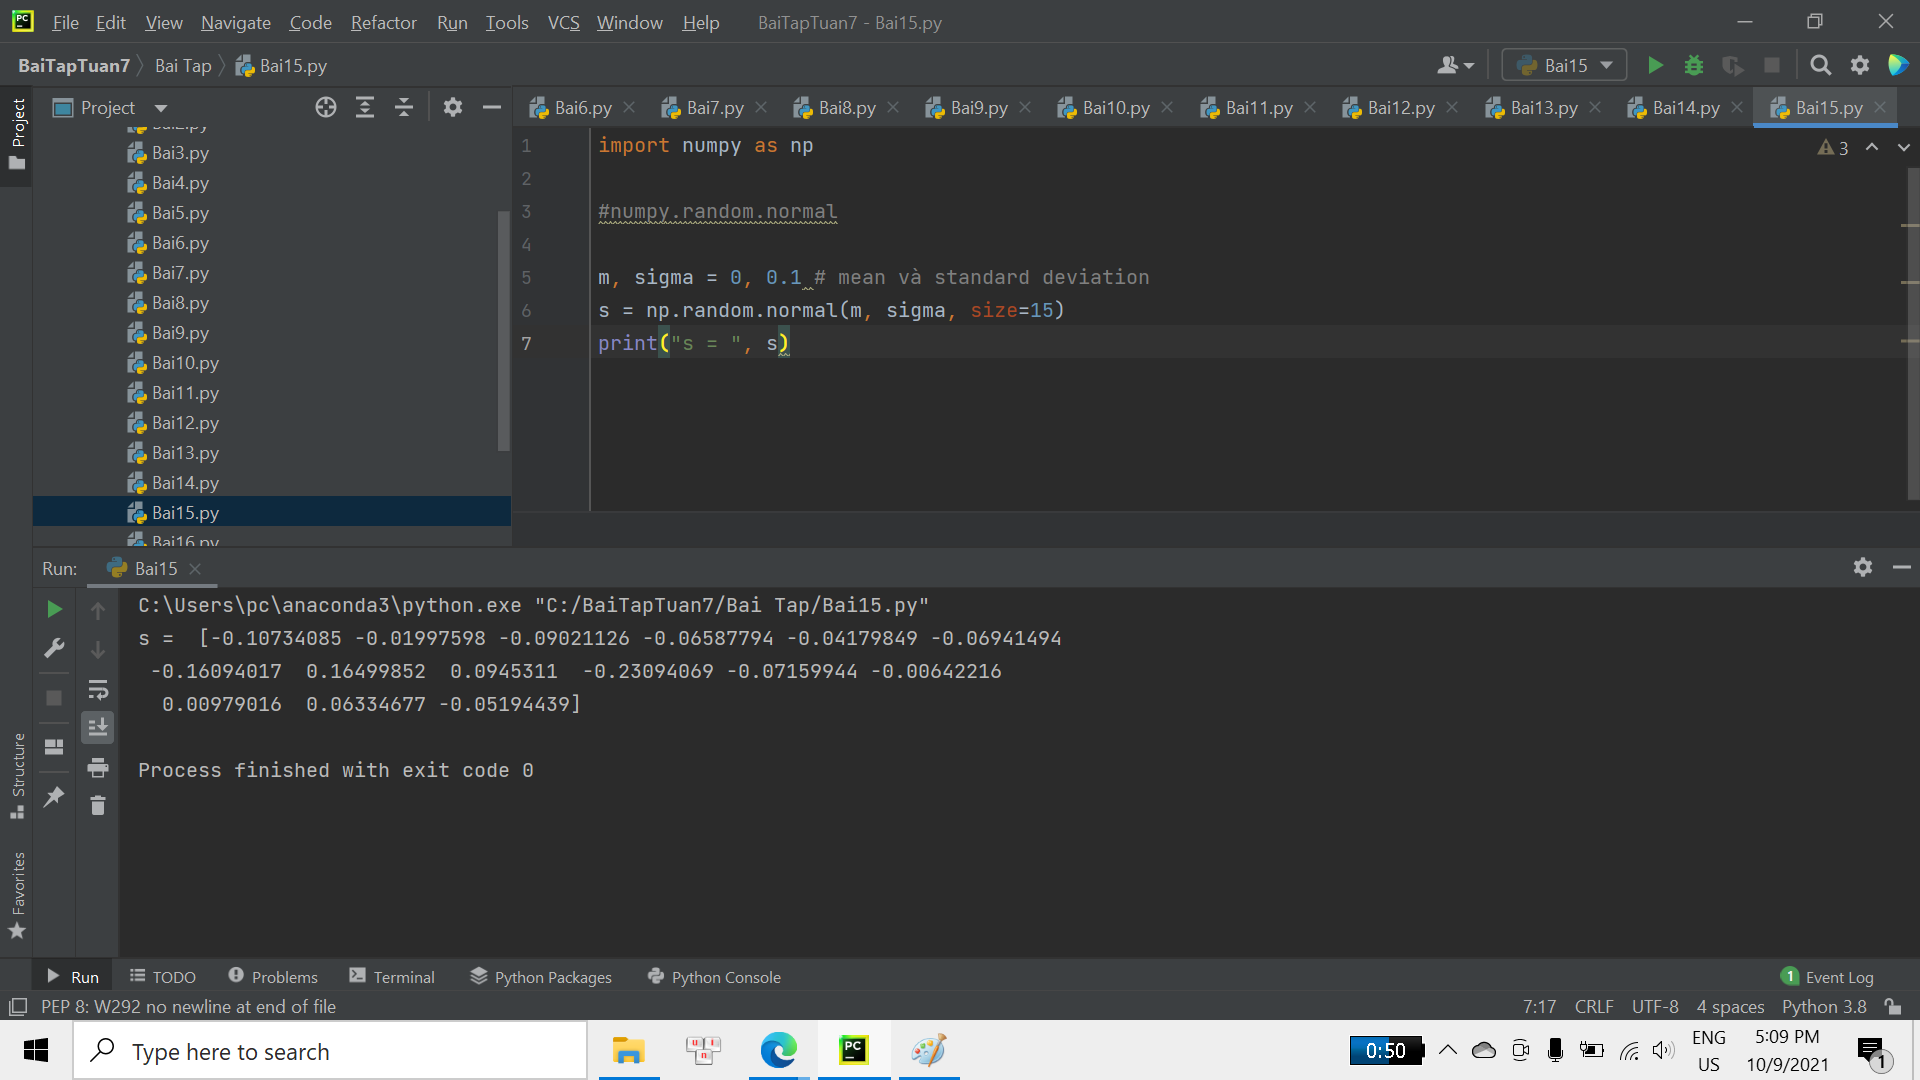 PC File Edit View Navigate Code Refactor Run Tools VCS Window Help BaiTapTuan7 - Bai15.py
BaiTapTuan7 Bai Tap Bai15.py Bai15
Project
Project
Bai6.py Bai7.py Bai8.py Bai9.py Bai10.py Bai11.py Bai12.py Bai13.py Bai14.py Bai15.py
Bai2.py
Bai3.py
Bai4.py
Bai5.py
Bai6.py
Bai7.py
Bai8.py
Bai9.py
Bai10.py
Bai11.py
Bai12.py
Bai13.py
Bai14.py
Bai15.py
Bai16.py
3
1 import numpy as np
2
3 #numpy.random.normal
4
5 m, sigma = 0, 0.1 # mean và standard deviation
6 s = np.random.normal(m, sigma, size=15)
7 print("s = ", s)
Run: Bai15
C:\Users\pc\anaconda3\python.exe "C:/BaiTapTuan7/Bai Tap/Bai15.py"
s =  [-0.10734085 -0.01997598 -0.09021126 -0.06587794 -0.04179849 -0.06941494
 -0.16094017  0.16499852  0.0945311  -0.23094069 -0.07159944 -0.00642216
  0.00979016  0.06334677 -0.05194439]
Process finished with exit code 0
Structure
Favorites
Run TODO Problems Terminal Python Packages Python Console 1 Event Log
PEP 8: W292 no newline at end of file 7:17 CRLF UTF-8 4 spaces Python 3.8
Type here to search
u i n
PC
0:50
ENG
US
5:09 PM
10/9/2021
1